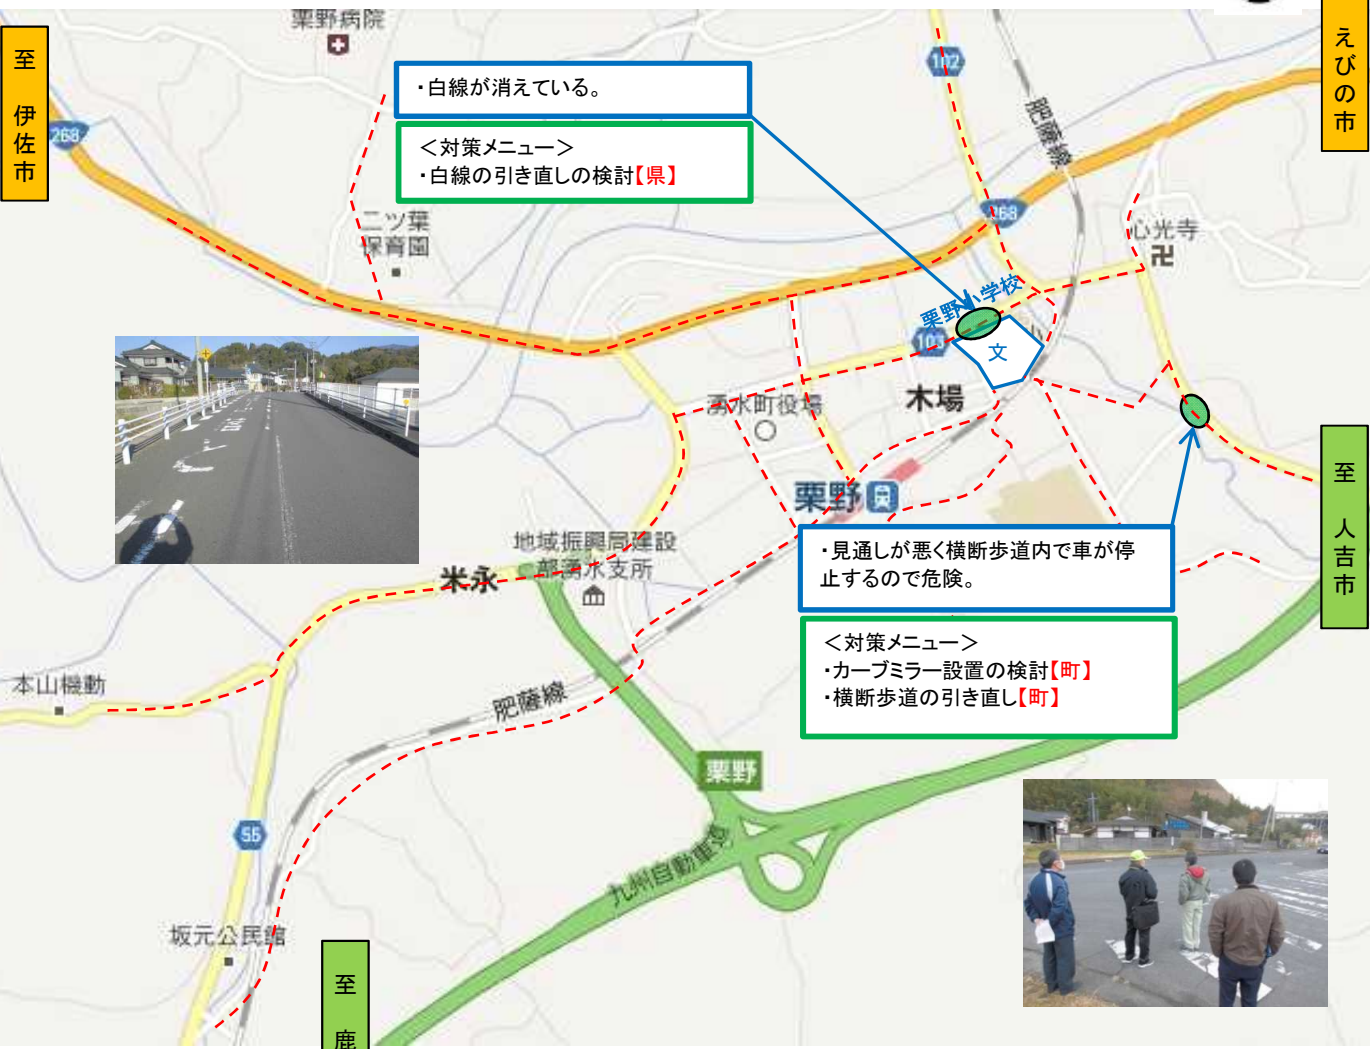 栗野病院
至 伊佐市
えびの市
268
102
・白線が消えている。
＜対策メニュー＞
・白線の引き直しの検討【県】
肥薩線
二ツ葉
保育園
268
心光寺
栗野小学校
103
文
木場
湧水町役場
栗野
至 人吉市
地域振興局建設
部湧水支所
米永
・見通しが悪く横断歩道内で車が停
止するので危険。
＜対策メニュー＞
・カーブミラー設置の検討【町】
・横断歩道の引き直し【町】
本山機動
肥薩線
栗野
55
九州自動車道
坂元公民館
至 鹿